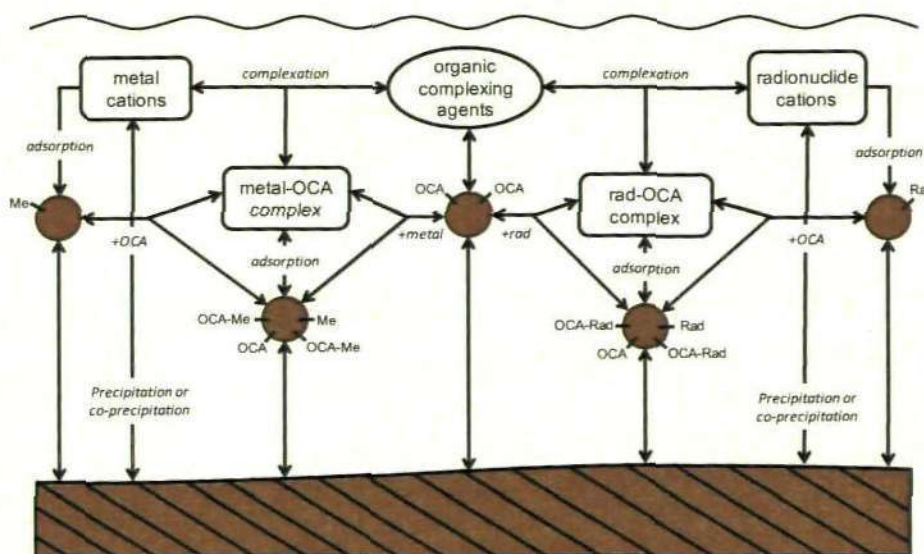 metal
cations
complexation
organic
complexing
agents
complexation
radionuclide
cations
adsorption
adsorption
Me
metal-OCA
complex
OCA
OCA
rad-OCA
complex
Ra
+OCA
+metal
+rad
+OCA
adsorption
adsorption
OCA-Me
Me
OCA
OCA-Me
OCA-Rad
Rad
OCA
OCA-Rad
Precipitation or
co-precipitation
Precipitation or
co-precipitation